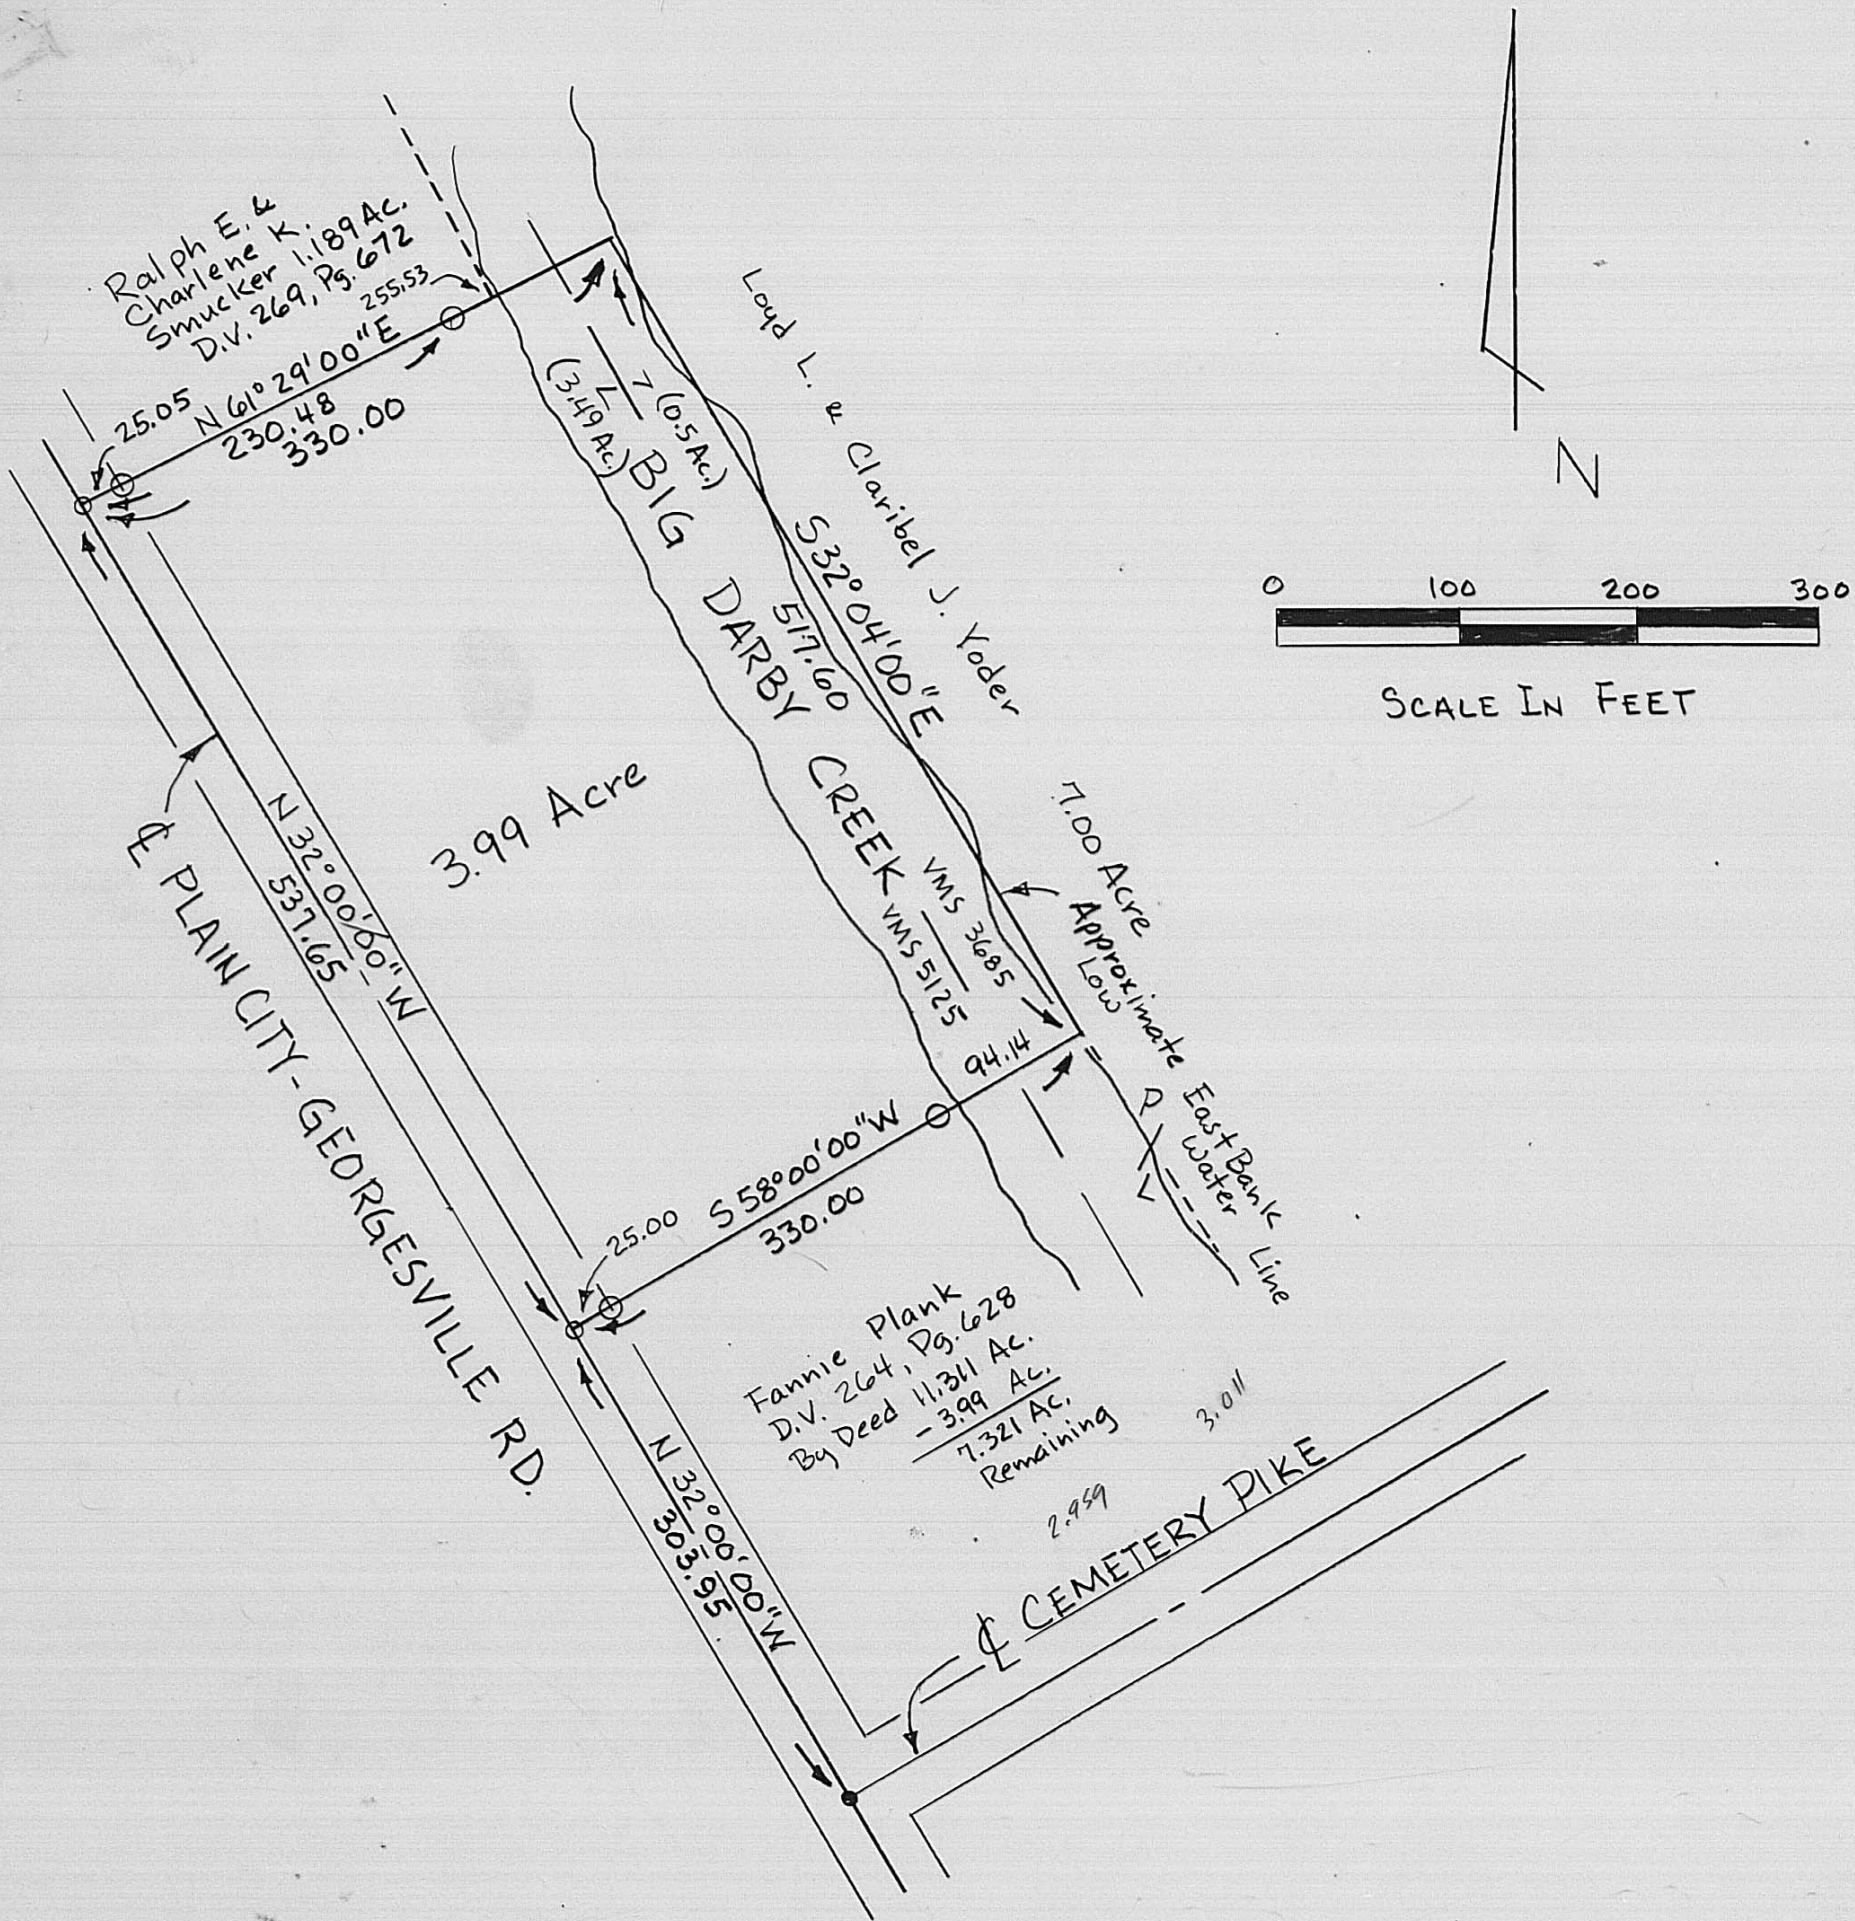 Ralph E. &
Charlene K.
Smucker 1.189 Ac.
D.V. 269, Pg. 672
255.53
25.05
N 61° 29' 00" E
230.48
330.00
Loyd L. & Claribel J. Yoder
7.00 Acre
N
0 100 200 300
SCALE IN FEET
(3.49 Ac.)
(0.5 Ac.)
BIG DARBY CREEK
S 32° 04' 00" E
517.60
3.99 Acre
VMS 3685
VMS 5125
Approximate East Bank
Low Water Line
N 32° 00' 00" W
537.65
℄ PLAIN CITY - GEORGESVILLE RD.
94.14
S 58° 00' 00" W
330.00
25.00
Fannie Plank
D.V. 264, Pg. 628
By Deed 11.311 Ac.
- 3.99 Ac.
7.321 Ac.
Remaining
3.011
2.959
N 32° 00' 00" W
303.95
℄ CEMETERY PIKE